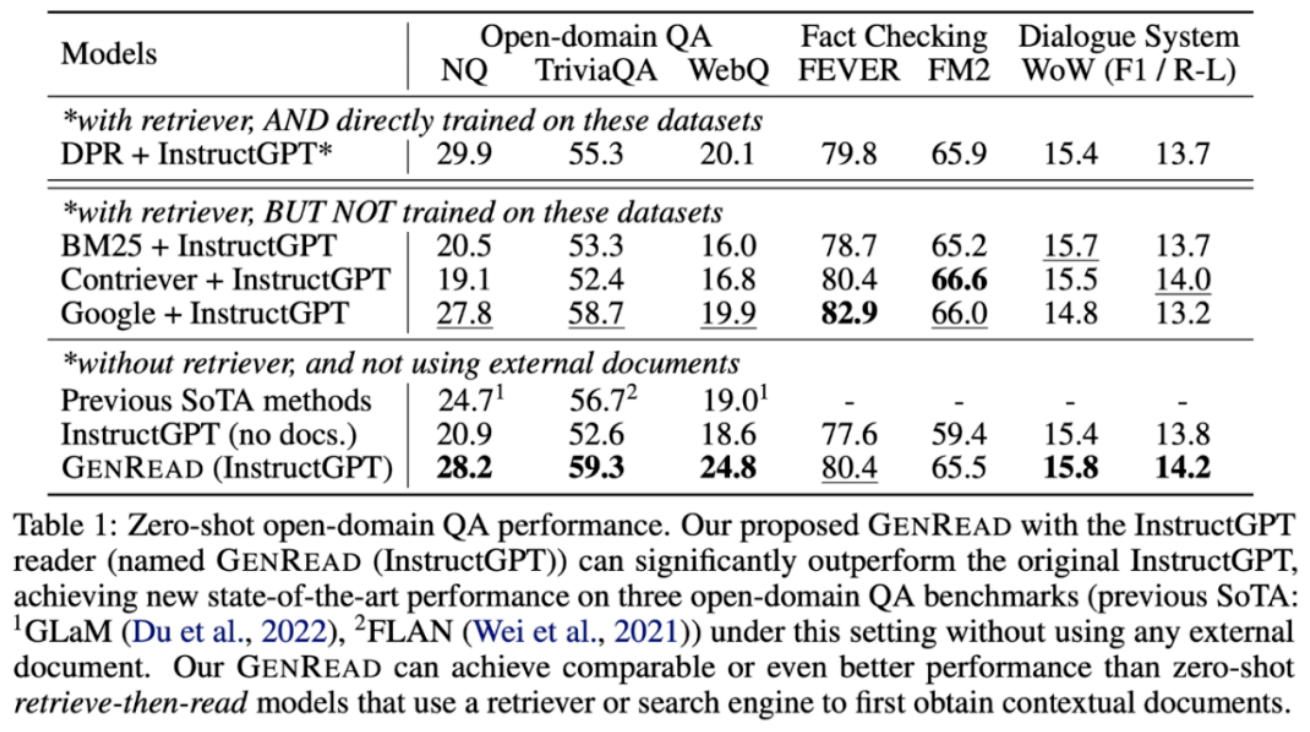 Models Open-domain QA Fact Checking Dialogue System
NQ TriviaQA WebQ FEVER FM2 WoW (F1 / R-L)
*with retriever, AND directly trained on these datasets
DPR + InstructGPT* 29.9 55.3 20.1 79.8 65.9 15.4 13.7
*with retriever, BUT NOT trained on these datasets
BM25 + InstructGPT 20.5 53.3 16.0 78.7 65.2 15.7 13.7
Contriever + InstructGPT 19.1 52.4 16.8 80.4 66.6 15.5 14.0
Google + InstructGPT 27.8 58.7 19.9 82.9 66.0 14.8 13.2
*without retriever, and not using external documents
Previous SoTA methods 24.7¹ 56.7² 19.0¹ - - - -
InstructGPT (no docs.) 20.9 52.6 18.6 77.6 59.4 15.4 13.8
GENREAD (InstructGPT) 28.2 59.3 24.8 80.4 65.5 15.8 14.2
Table 1: Zero-shot open-domain QA performance. Our proposed GENREAD with the InstructGPT
reader (named GENREAD (InstructGPT)) can significantly outperform the original InstructGPT,
achieving new state-of-the-art performance on three open-domain QA benchmarks (previous SoTA:
¹GLaM (Du et al., 2022), ²FLAN (Wei et al., 2021)) under this setting without using any external
document. Our GENREAD can achieve comparable or even better performance than zero-shot
retrieve-then-read models that use a retriever or search engine to first obtain contextual documents.